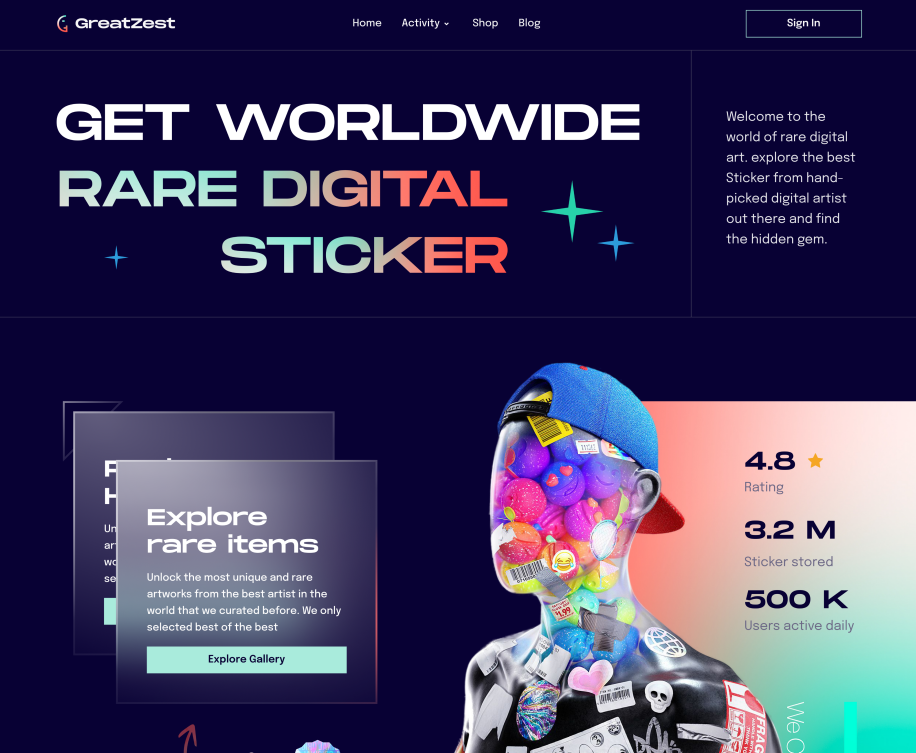 GreatZest
Home
Activity
Shop
Blog
Sign In
GET WORLDWIDE
RARE DIGITAL
STICKER
Welcome to the
world of rare digital
art. explore the best
Sticker from hand-
picked digital artist
out there and find
the hidden gem.
Explore
rare items
Unlock the most unique and rare
artworks from the best artist in the
world that we curated before. We only
selected best of the best
Explore Gallery
4.8
Rating
3.2 M
Sticker stored
500 K
Users active daily
We